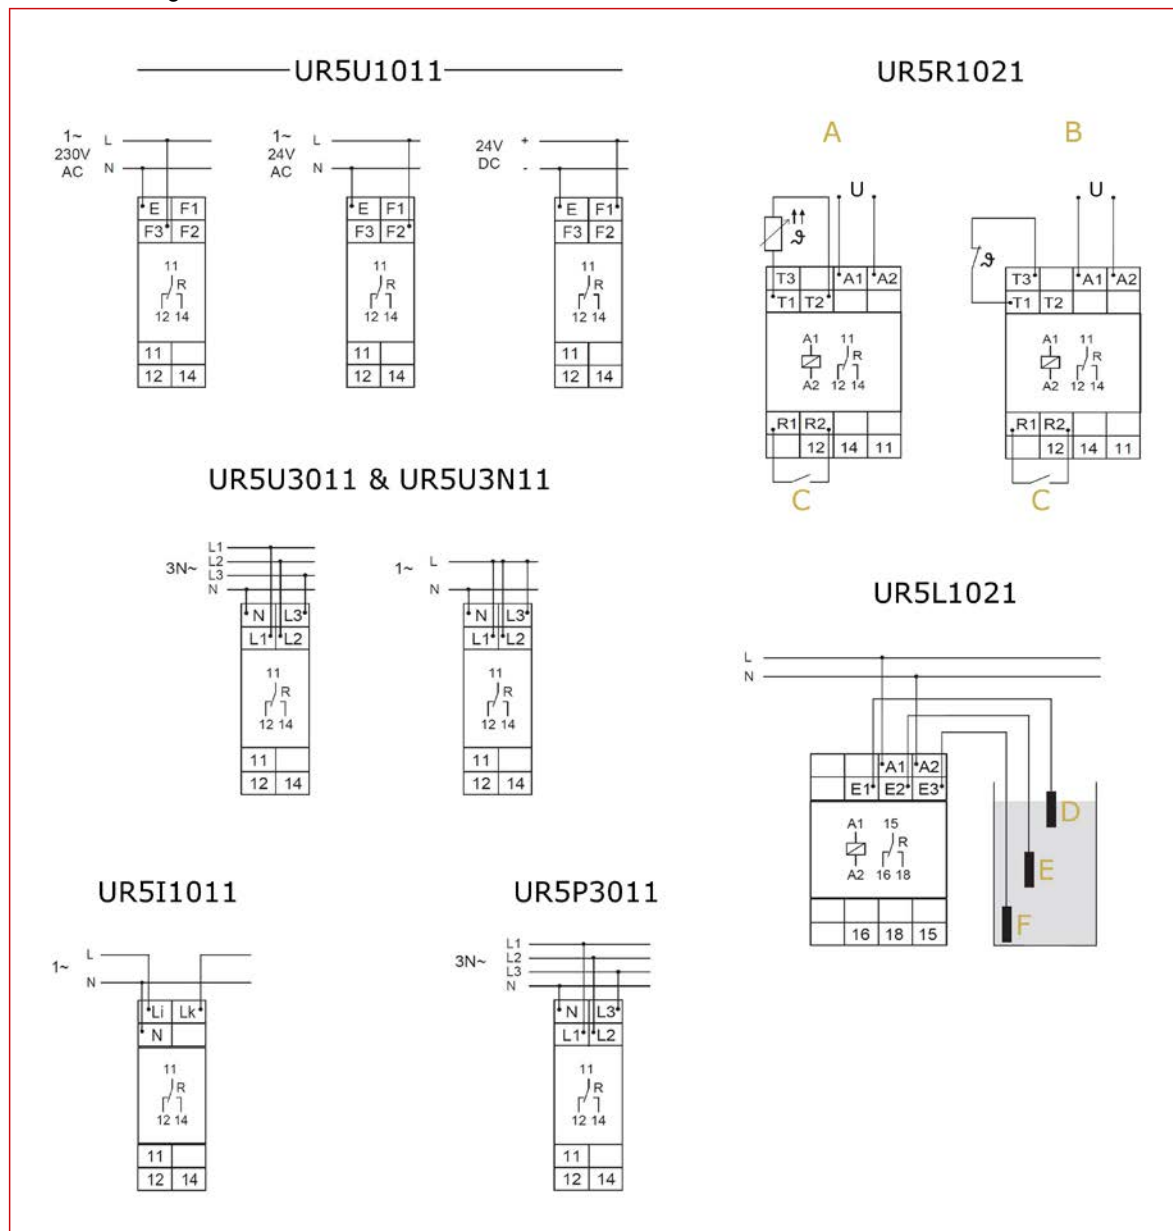 UR5U1011
1~
230V
AC
L
N
E F1
F3 F2
11
R
12 14
11
12 14
1~
24V
AC
L
N
E F1
F3 F2
11
R
12 14
11
12 14
24V
DC
+
-
E F1
F3 F2
11
R
12 14
11
12 14
UR5R1021
A
U
ϑ
T3 A1 A2
T1 T2
A1 11
R
A2 12 14
R1 R2
12 14 11
C
B
U
ϑ
T3 A1 A2
T1 T2
A1 11
R
A2 12 14
R1 R2
12 14 11
C
UR5U3011 & UR5U3N11
3N~
L1
L2
L3
N
N L3
L1 L2
11
R
12 14
11
12 14
1~
L
N
N L3
L1 L2
11
R
12 14
11
12 14
UR5L1021
L
N
A1 A2
E1 E2 E3
A1 15
R
A2 16 18
16 18 15
D
E
F
UR5I1011
1~
L
N
Li Lk
N
11
R
12 14
11
12 14
UR5P3011
3N~
L1
L2
L3
N
N L3
L1 L2
11
R
12 14
11
12 14